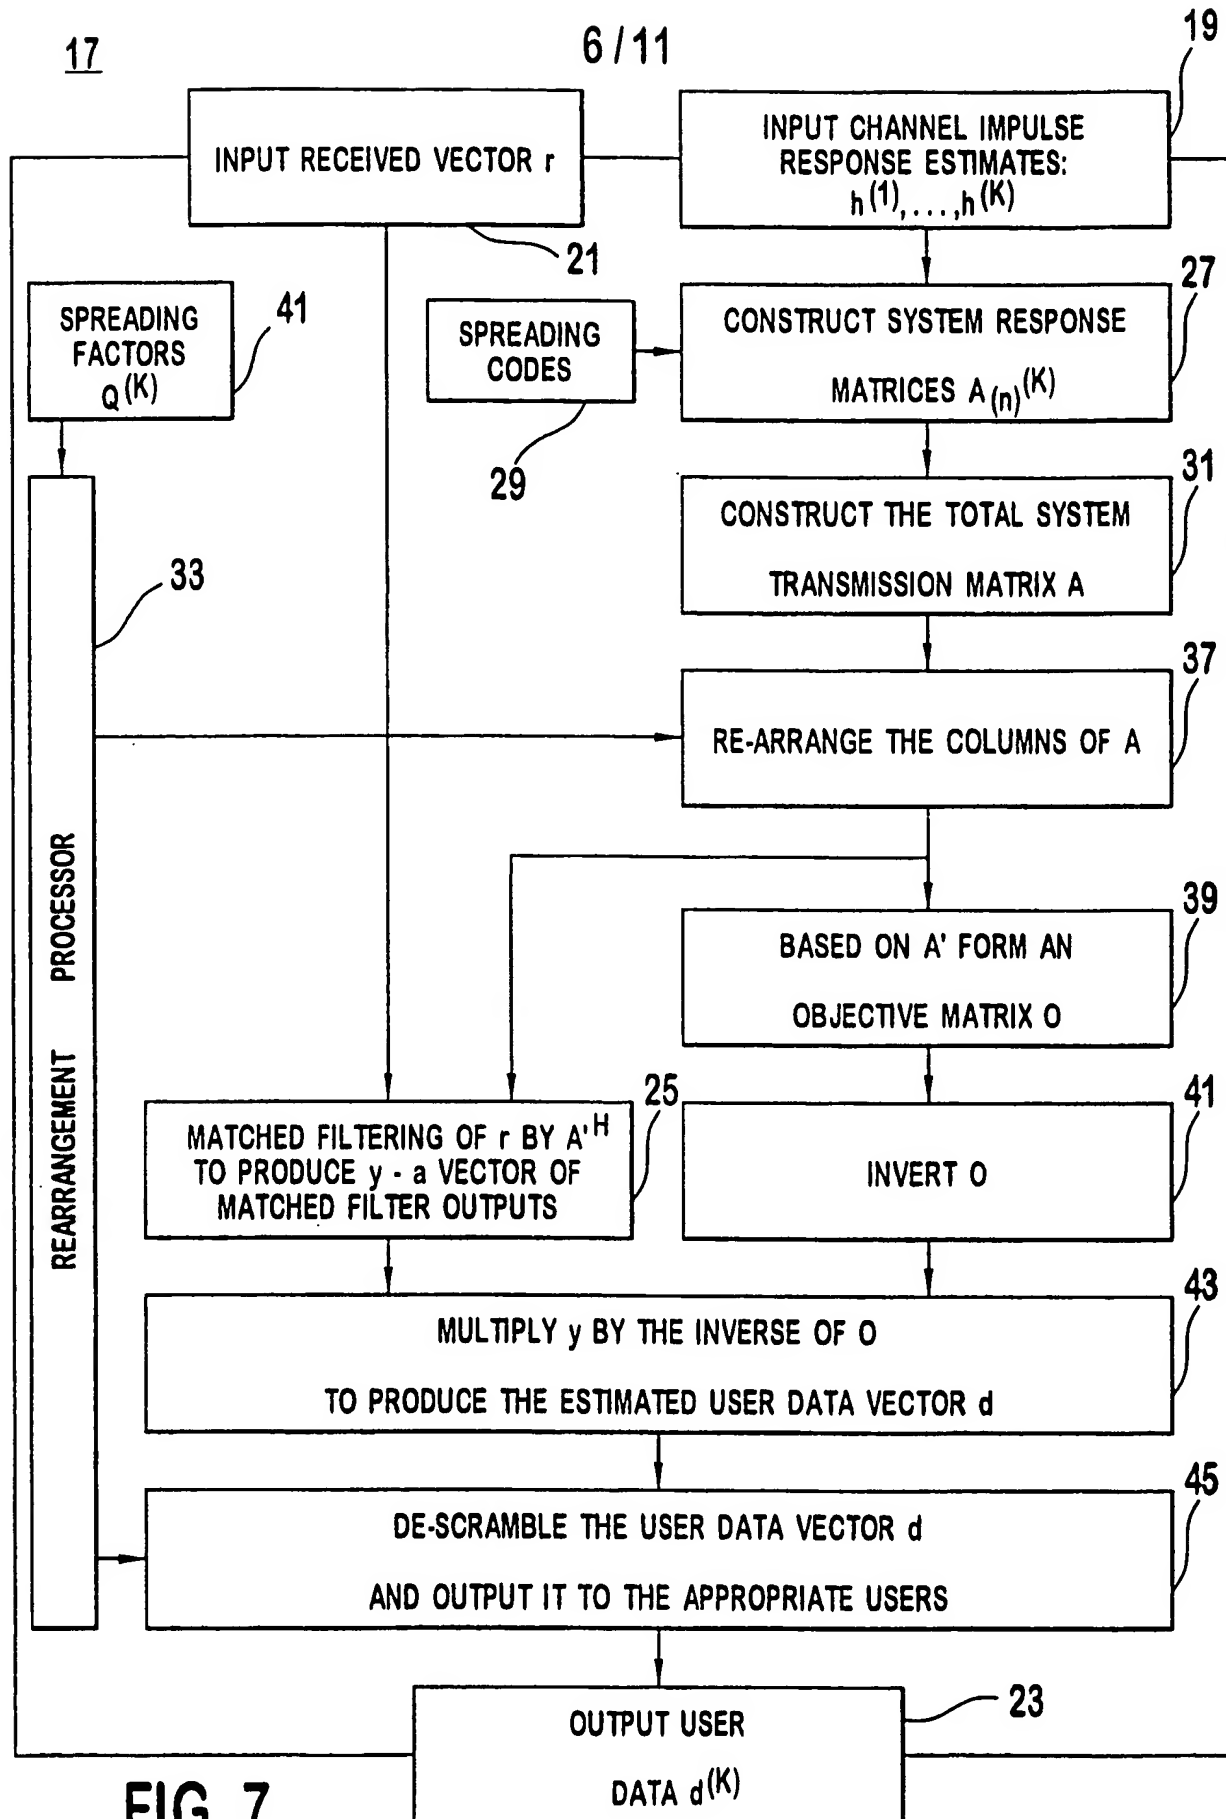 17
6/11
19
INPUT RECEIVED VECTOR r
INPUT CHANNEL IMPULSE
RESPONSE ESTIMATES:
h(1),...,h(K)
21
SPREADING
FACTORS
Q(K)
41
SPREADING
CODES
29
CONSTRUCT SYSTEM RESPONSE
MATRICES A(n)(K)
27
CONSTRUCT THE TOTAL SYSTEM
TRANSMISSION MATRIX A
31
33
RE-ARRANGE THE COLUMNS OF A
37
REARRANGEMENT PROCESSOR
BASED ON A' FORM AN
OBJECTIVE MATRIX O
39
MATCHED FILTERING OF r BY A'H
TO PRODUCE y - a VECTOR OF
MATCHED FILTER OUTPUTS
25
INVERT O
41
MULTIPLY y BY THE INVERSE OF O
TO PRODUCE THE ESTIMATED USER DATA VECTOR d
43
DE-SCRAMBLE THE USER DATA VECTOR d
AND OUTPUT IT TO THE APPROPRIATE USERS
45
OUTPUT USER
DATA d(K)
23
FIG. 7